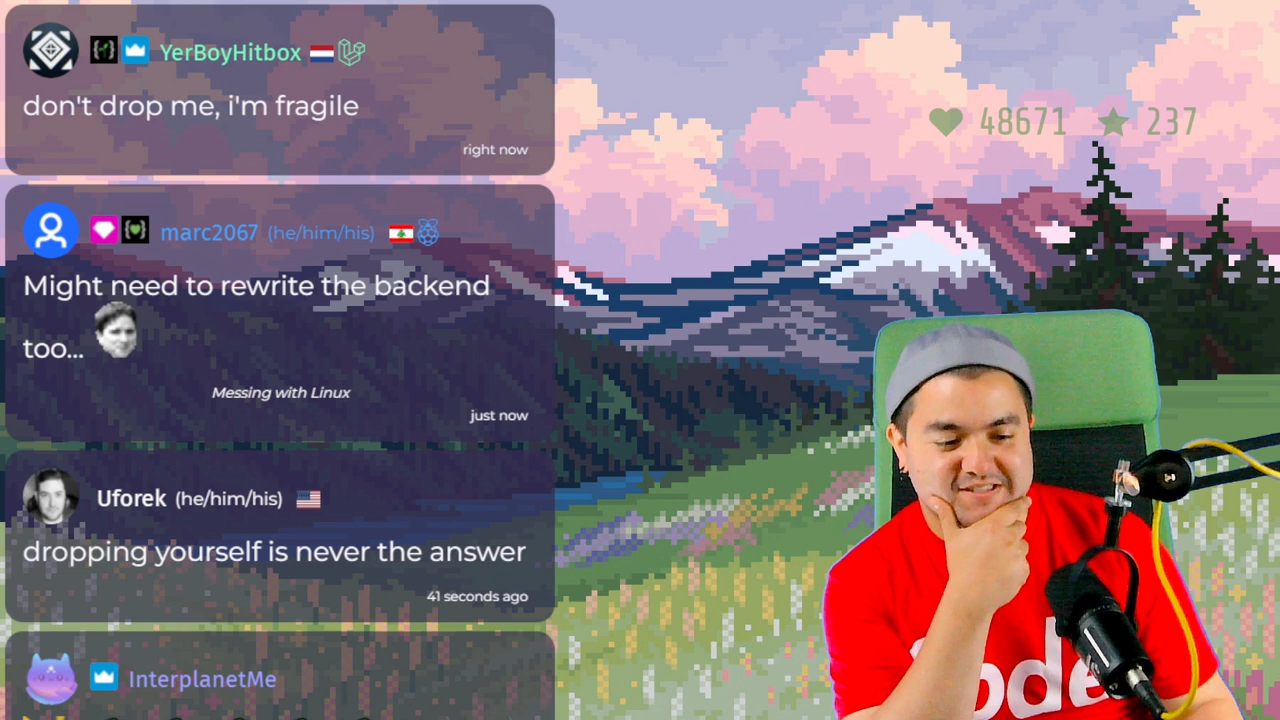 YerBoyHitbox
don't drop me, i'm fragile
right now
48671 237
marc2067 (he/him/his)
Might need to rewrite the backend
too...
Messing with Linux
just now
Uforek (he/him/his)
dropping yourself is never the answer
41 seconds ago
InterplanetMe
ode